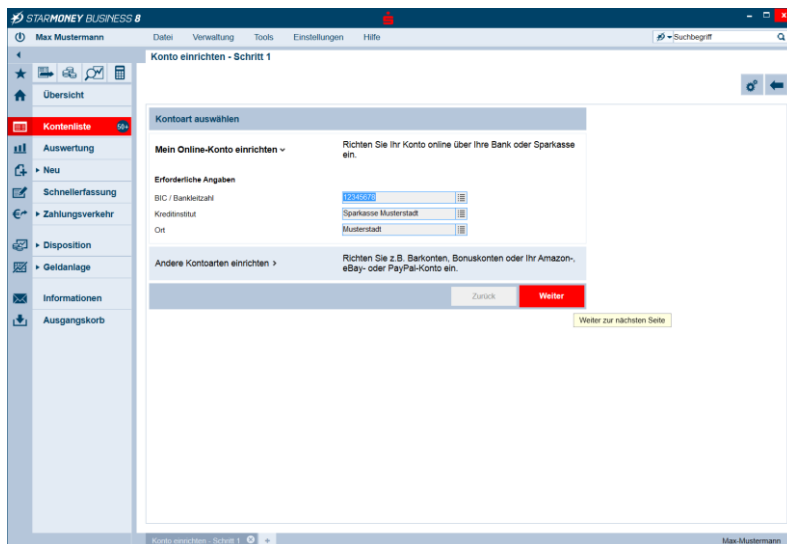 STARMONEY BUSINESS 8
Max Mustermann
Datei Verwaltung Tools Einstellungen Hilfe
Suchbegriff
Konto einrichten - Schritt 1
Übersicht
Kontenliste 50+
Auswertung
Neu
Schnellerfassung
Zahlungsverkehr
Disposition
Geldanlage
Informationen
Ausgangskorb
Kontoart auswählen
Mein Online-Konto einrichten
Richten Sie Ihr Konto online über Ihre Bank oder Sparkasse
ein.
Erforderliche Angaben
BIC / Bankleitzahl 12345678
Kreditinstitut Sparkasse Musterstadt
Ort Musterstadt
Andere Kontoarten einrichten >
Richten Sie z.B. Barkonten, Bonuskonten oder Ihr Amazon-,
eBay- oder PayPal-Konto ein.
Zurück Weiter
Weiter zur nächsten Seite
Konto einrichten - Schritt 1 +
Max-Mustermann